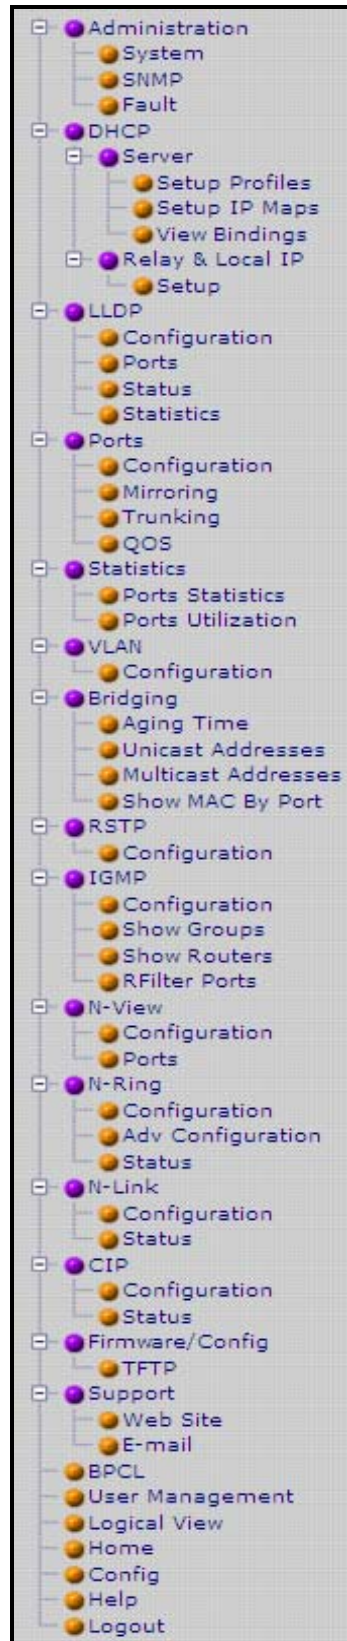 Administration
System
SNMP
Fault
DHCP
Server
Setup Profiles
Setup IP Maps
View Bindings
Relay & Local IP
Setup
LLDP
Configuration
Ports
Status
Statistics
Ports
Configuration
Mirroring
Trunking
QOS
Statistics
Ports Statistics
Ports Utilization
VLAN
Configuration
Bridging
Aging Time
Unicast Addresses
Multicast Addresses
Show MAC By Port
RSTP
Configuration
IGMP
Configuration
Show Groups
Show Routers
RFilter Ports
N-View
Configuration
Ports
N-Ring
Configuration
Adv Configuration
Status
N-Link
Configuration
Status
CIP
Configuration
Status
Firmware/Config
TFTP
Support
Web Site
E-mail
BPCL
User Management
Logical View
Home
Config
Help
Logout